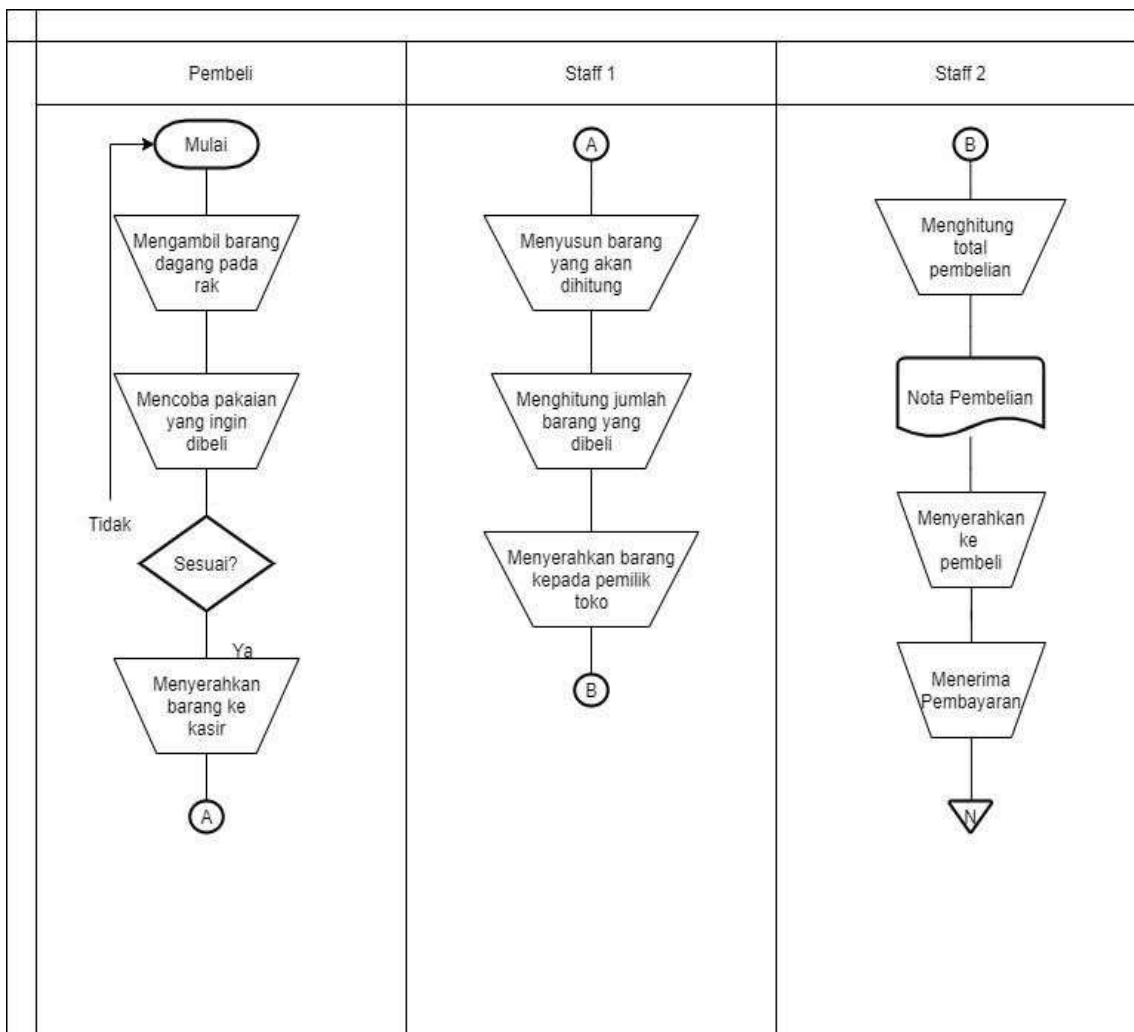 Pembeli
Mulai
Mengambil barang
dagang pada
rak
Mencoba pakaian
yang ingin
dibeli
Tidak
Sesuai?
Ya
Menyerahkan
barang ke
kasir
A
Staff 1
A
Menyusun barang
yang akan
dihitung
Menghitung jumlah
barang yang
dibeli
Menyerahkan barang
kepada pemilik
toko
B
Staff 2
B
Menghitung
total
pembelian
Nota Pembelian
Menyerahkan
ke
pembeli
Menerima
Pembayaran
N